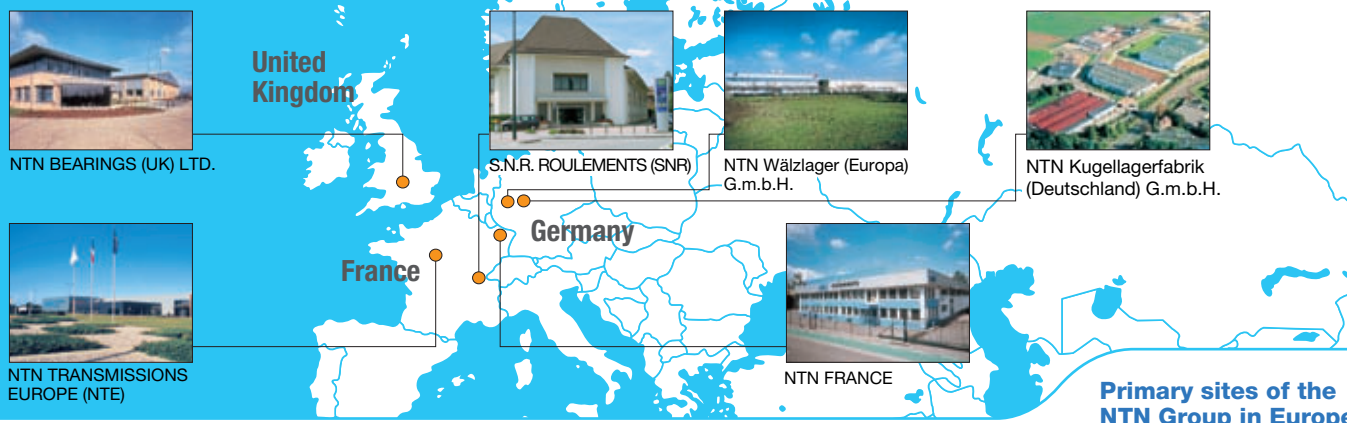 United
Kingdom
NTN BEARINGS (UK) LTD.
S.N.R. ROULEMENTS (SNR)
NTN Wälzlager (Europa)
G.m.b.H.
NTN Kugellagerfabrik
(Deutschland) G.m.b.H.
Germany
France
NTN TRANSMISSIONS
EUROPE (NTE)
NTN FRANCE
Primary sites of the
NTN Group in Europe